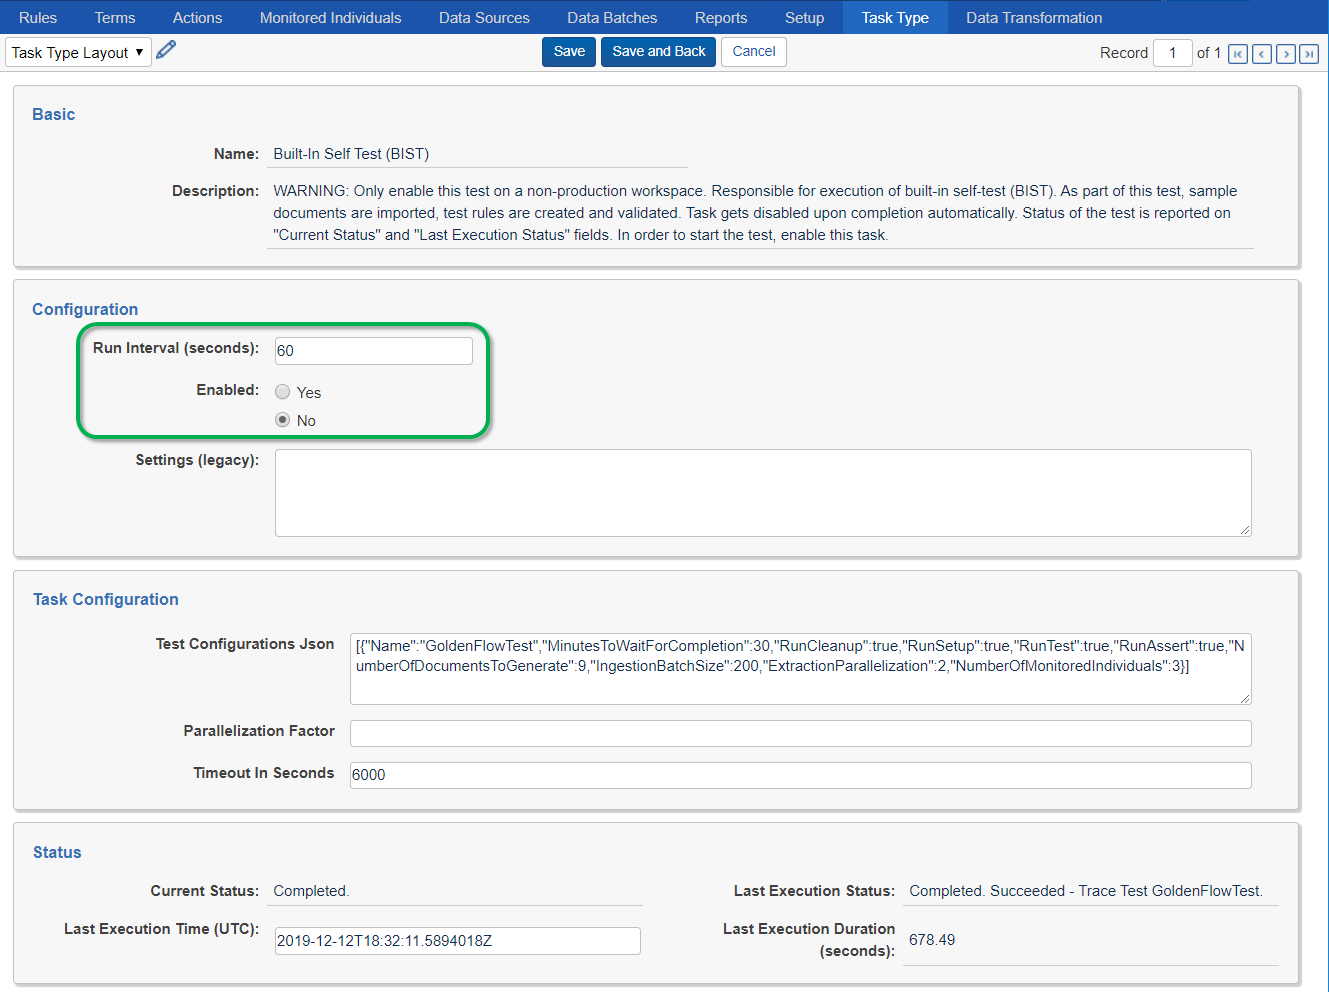 Rules Terms Actions Monitored Individuals Data Sources Data Batches Reports Setup Task Type Data Transformation
Task Type Layout Save Save and Back Cancel Record 1 of 1
Basic
Name: Built-In Self Test (BIST)
Description: WARNING: Only enable this test on a non-production workspace. Responsible for execution of built-in self-test (BIST). As part of this test, sample
documents are imported, test rules are created and validated. Task gets disabled upon completion automatically. Status of the test is reported on
"Current Status" and "Last Execution Status" fields. In order to start the test, enable this task.
Configuration
Run Interval (seconds): 60
Enabled: Yes
No
Settings (legacy):
Task Configuration
Test Configurations Json [{"Name":"GoldenFlowTest","MinutesToWaitForCompletion":30,"RunCleanup":true,"RunSetup":true,"RunTest":true,"RunAssert":true,"N
umberOfDocumentsToGenerate":9,"IngestionBatchSize":200,"ExtractionParallelization":2,"NumberOfMonitoredIndividuals":3}]
Parallelization Factor
Timeout In Seconds 6000
Status
Current Status: Completed. Last Execution Status: Completed. Succeeded - Trace Test GoldenFlowTest.
Last Execution Time (UTC): 2019-12-12T18:32:11.5894018Z Last Execution Duration
(seconds): 678.49